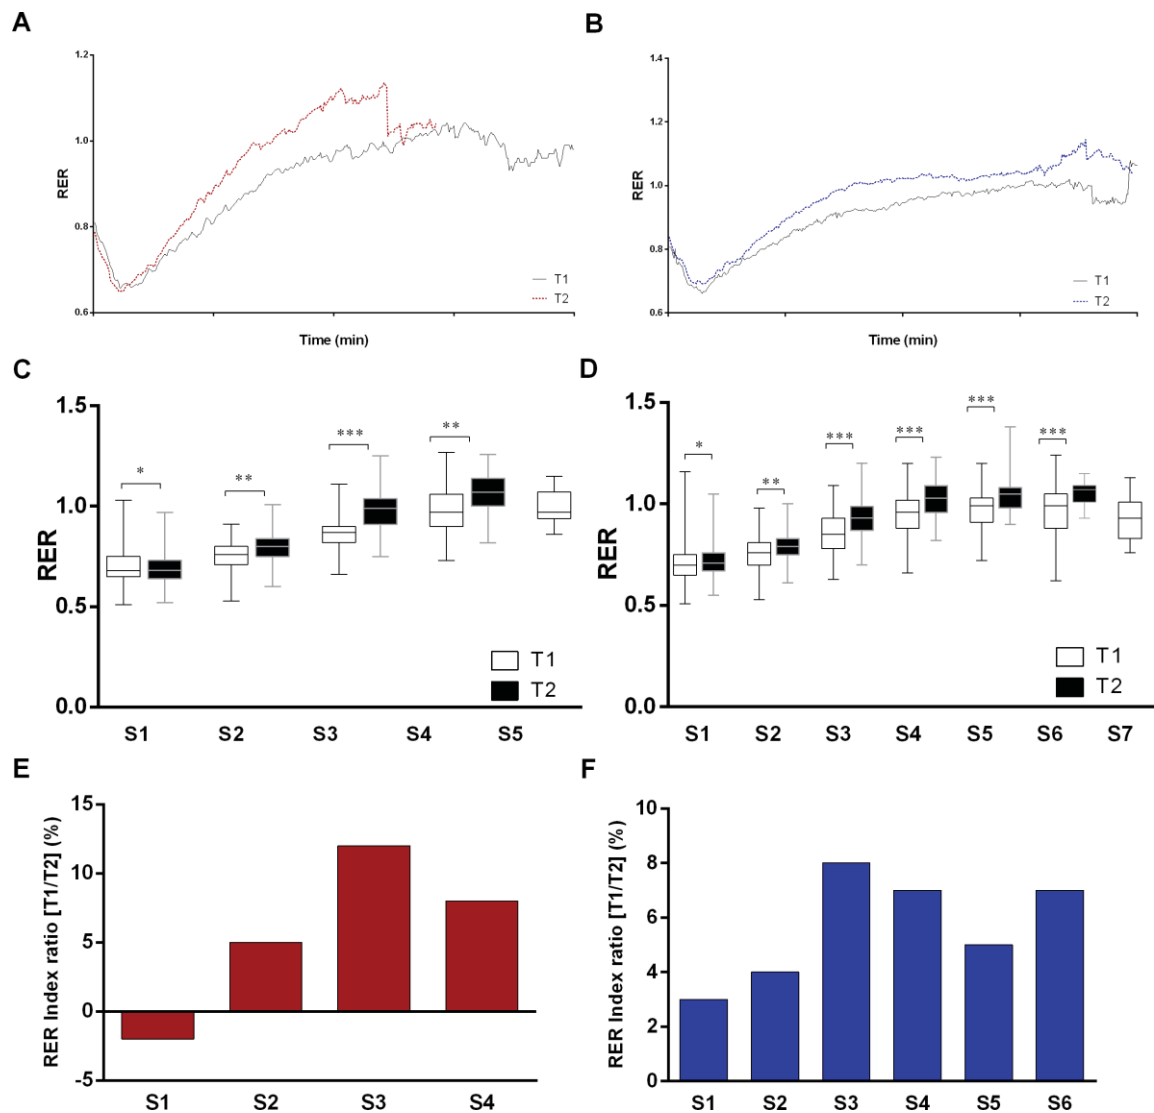 A
B
1.2
1.0
0.8
0.6
RER
T1
T2
Time (min)
1.4
1.2
1.0
0.8
0.6
RER
T1
T2
Time (min)
C
D
1.5
1.0
0.5
0.0
RER
*
**
***
**
T1
T2
S1 S2 S3 S4 S5
1.5
1.0
0.5
0.0
RER
*
**
***
***
***
***
T1
T2
S1 S2 S3 S4 S5 S6 S7
E
F
15
10
5
0
-5
RER Index ratio [T1/T2] (%)
S1 S2 S3 S4
10
8
6
4
2
0
RER Index ratio [T1/T2] (%)
S1 S2 S3 S4 S5 S6